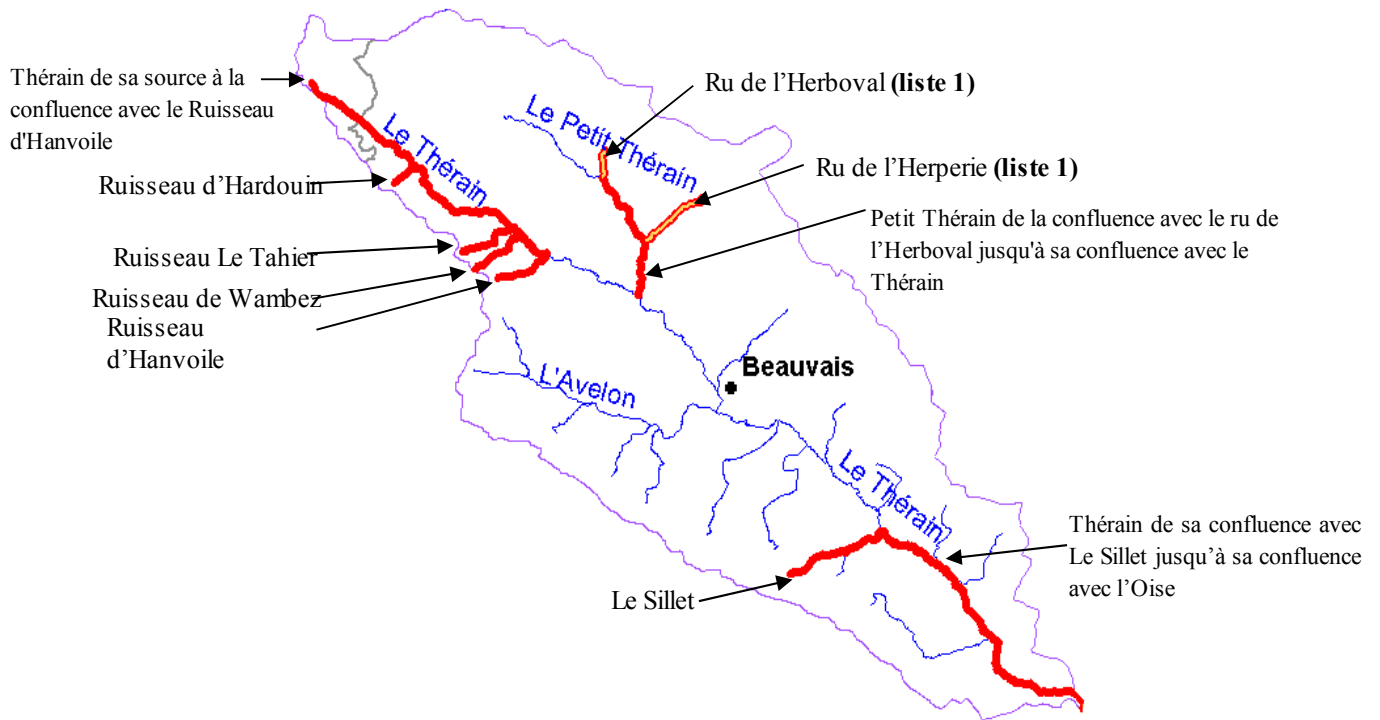 Thérain de sa source à la
confluence avec le Ruisseau
d'Hanvoile
Ru de l’Herboval (liste 1)
Le Petit Thérain
Le Thérain
Ruisseau d’Hardouin
Ru de l’Herperie (liste 1)
Petit Thérain de la confluence avec le ru de
l’Herboval jusqu'à sa confluence avec le
Thérain
Ruisseau Le Tahier
Ruisseau de Wambez
Ruisseau
d’Hanvoile
Beauvais
L'Avelon
Le Thérain
Thérain de sa confluence avec
Le Sillet jusqu’à sa confluence
avec l’Oise
Le Sillet